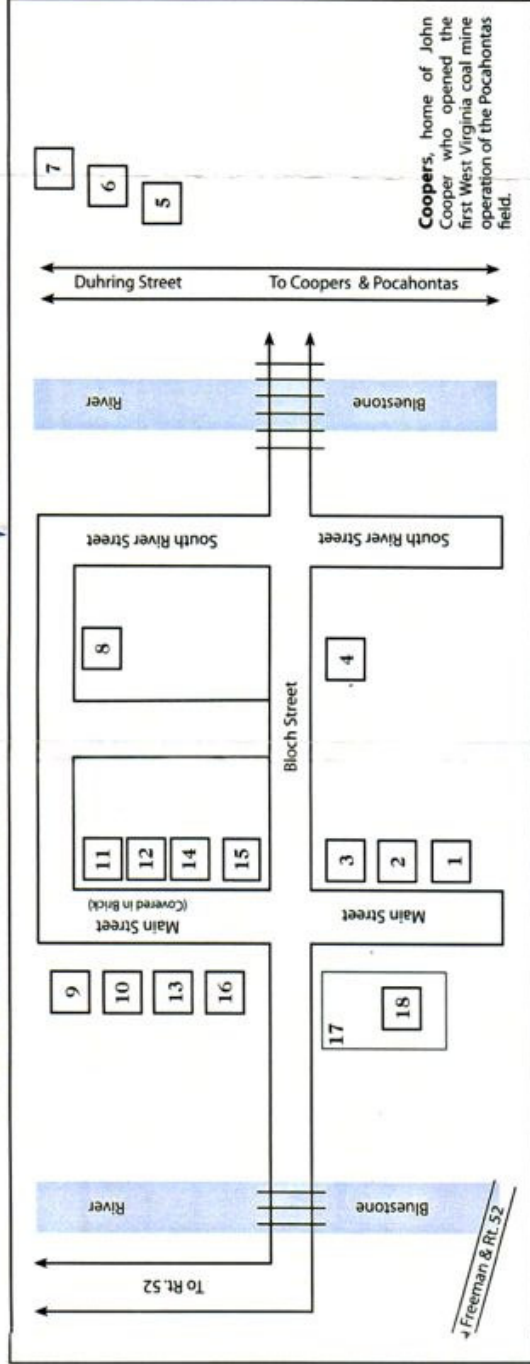 7
6
5
Coopers, home of John
Cooper who opened the
first West Virginia coal mine
operation of the Pocahontas
field.
Duhring Street
To Coopers & Pocahontas
River
Bluestone
South River Street
South River Street
8
4
Bloch Street
11
12
14
15
3
2
1
Main Street
(Covered in Brick)
Main Street
9
10
13
16
17
18
River
Bluestone
To Rt. 52
Freeman & Rt. 52